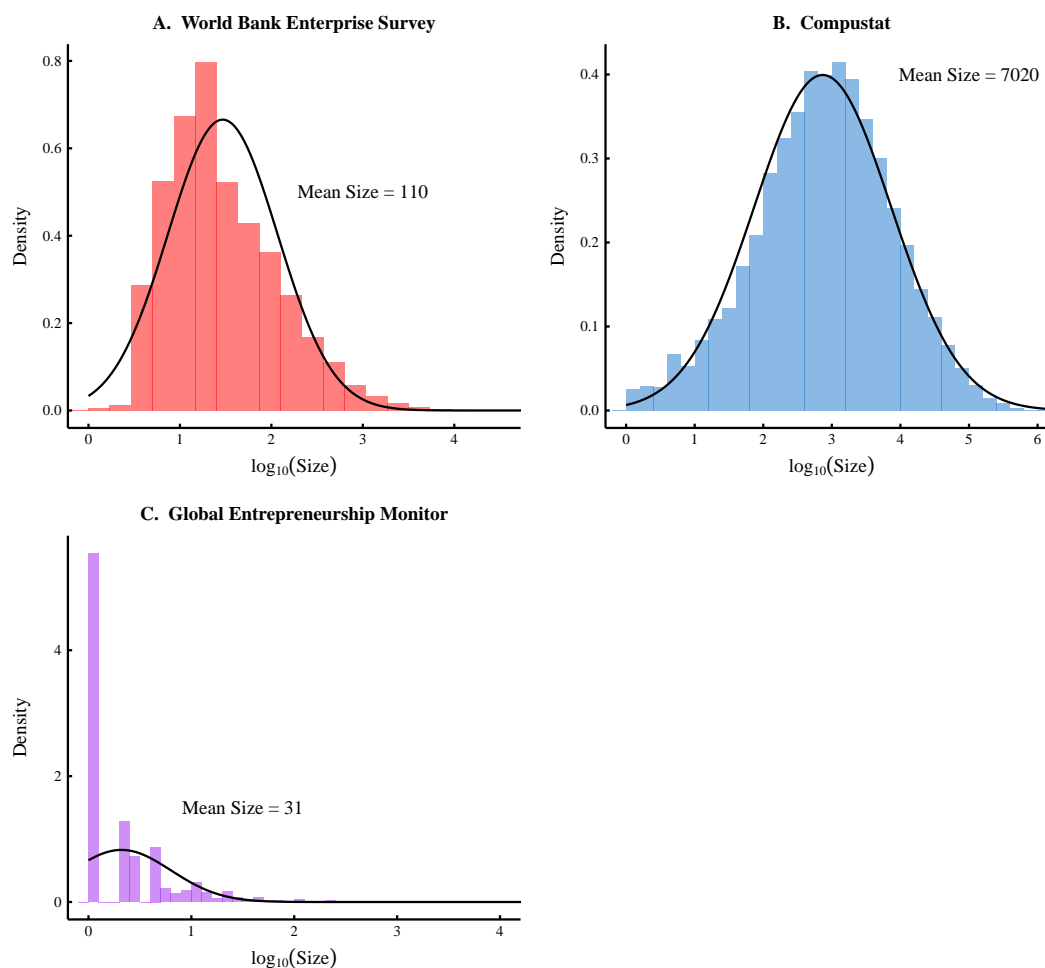 A. World Bank Enterprise Survey
0.8
0.6
0.4
0.2
0.0
Density
Mean Size = 110
0 1 2 3 4
log10(Size)
B. Compustat
0.4
0.3
0.2
0.1
0.0
Density
Mean Size = 7020
0 1 2 3 4 5 6
log10(Size)
C. Global Entrepreneurship Monitor
4
2
0
Density
Mean Size = 31
0 1 2 3 4
log10(Size)